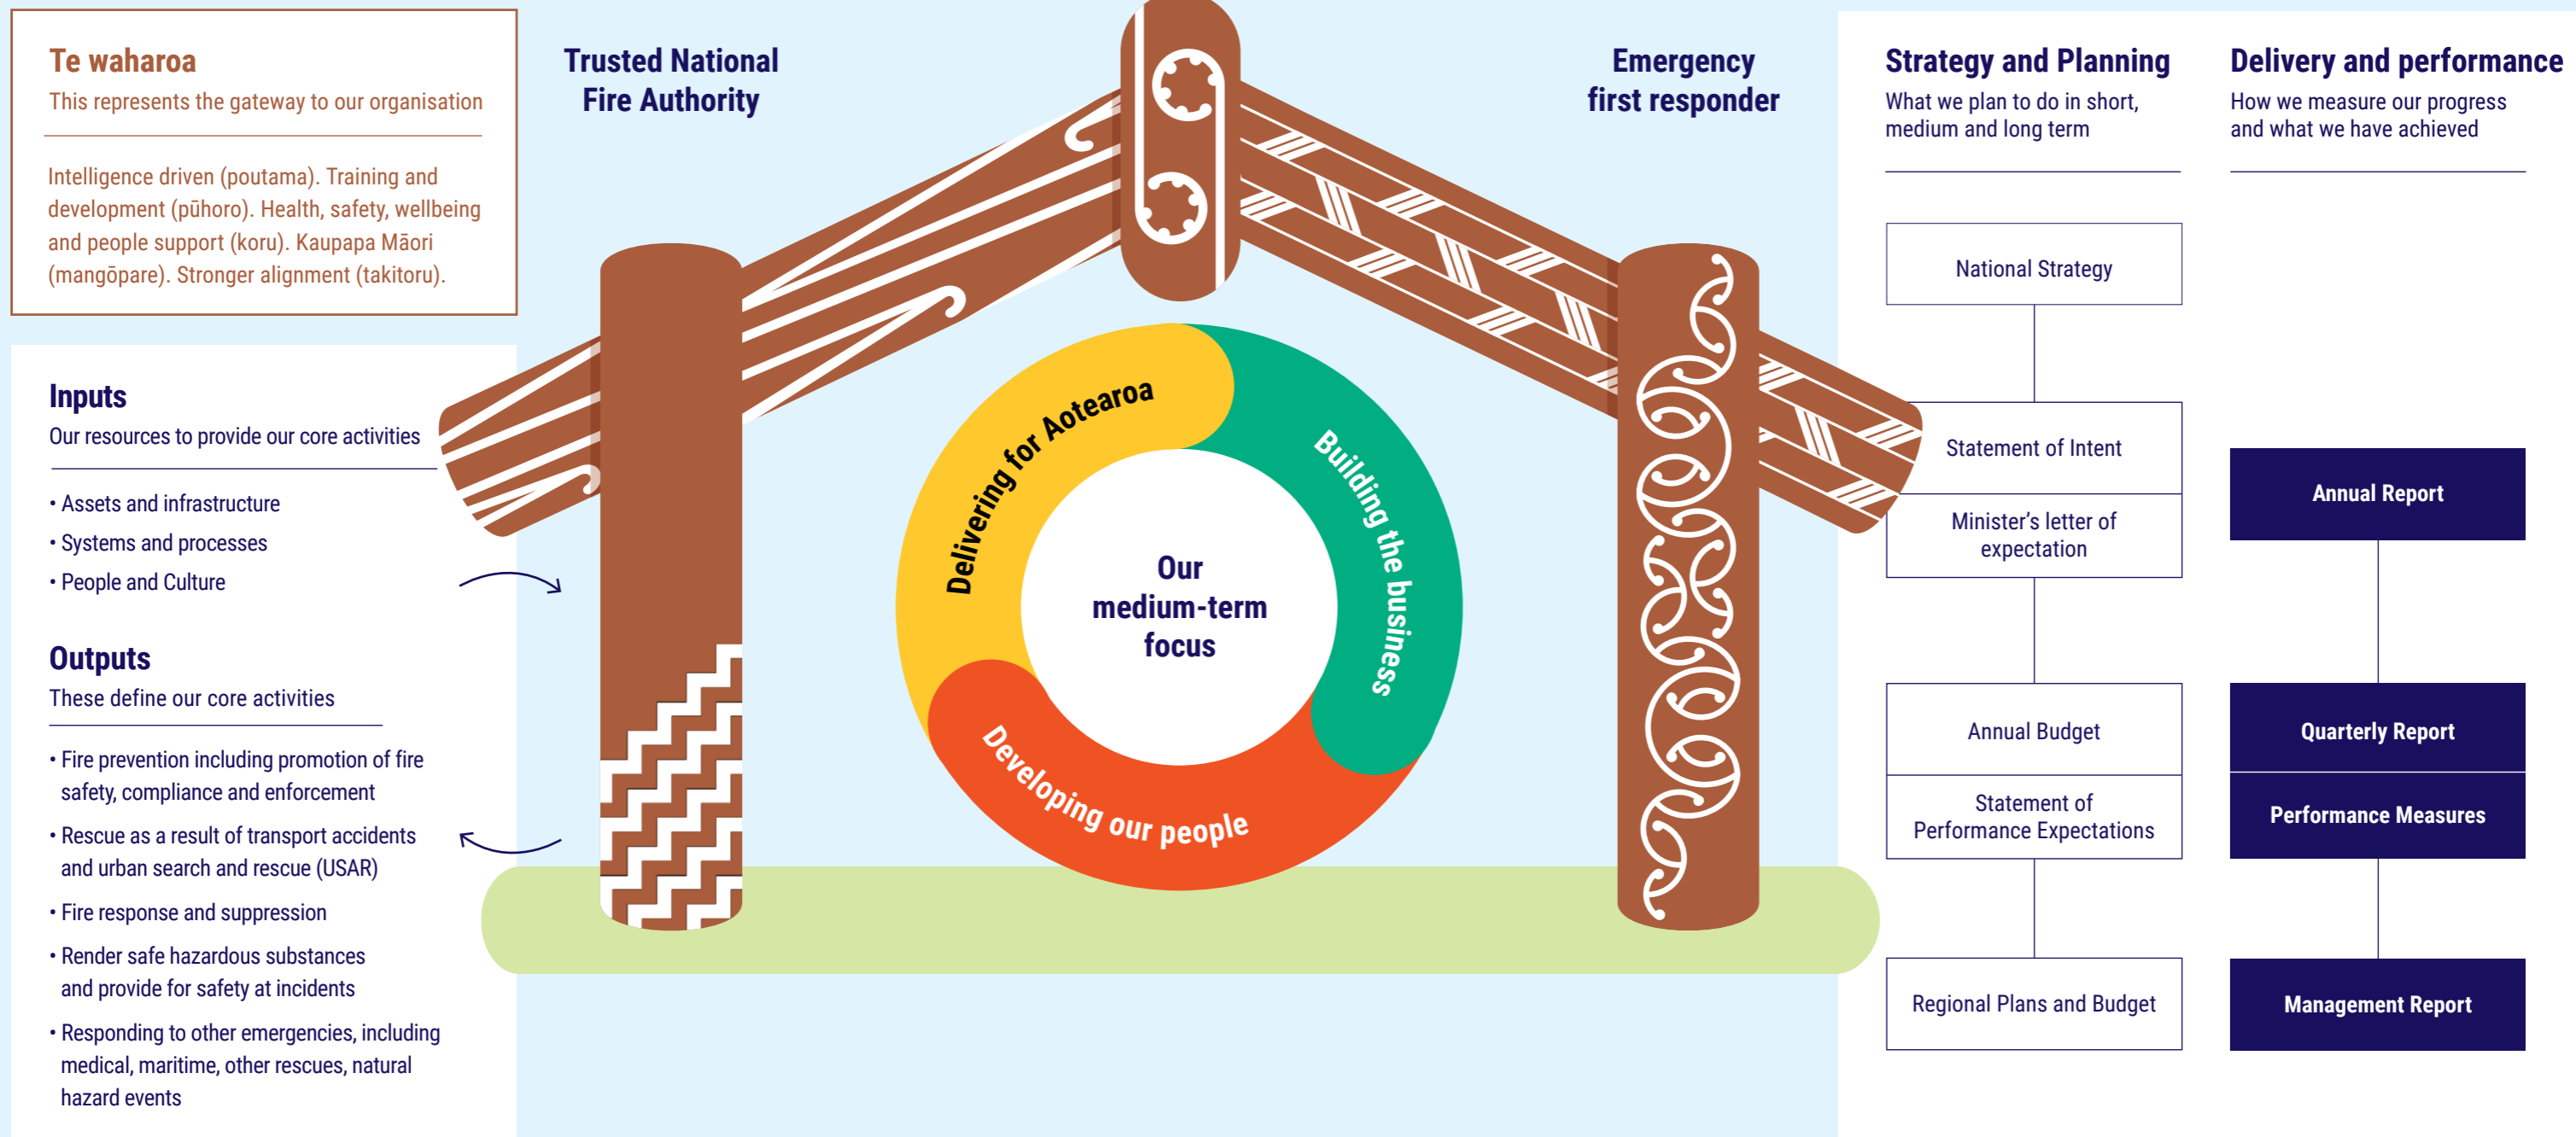 Te waharoa
This represents the gateway to our organisation
Intelligence driven (poutama). Training and
development (pūhoro). Health, safety, wellbeing
and people support (koru). Kaupapa Māori
(mangōpare). Stronger alignment (takitoru).
Inputs
Our resources to provide our core activities
• Assets and infrastructure
• Systems and processes
• People and Culture
Outputs
These define our core activities
• Fire prevention including promotion of fire
safety, compliance and enforcement
• Rescue as a result of transport accidents
and urban search and rescue (USAR)
• Fire response and suppression
• Render safe hazardous substances
and provide for safety at incidents
• Responding to other emergencies, including
medical, maritime, other rescues, natural
hazard events
Trusted National
Fire Authority
Emergency
first responder
Delivering for Aotearoa
Building the business
Developing our people
Our
medium-term
focus
Strategy and Planning
What we plan to do in short,
medium and long term
National Strategy
Statement of Intent
Minister’s letter of
expectation
Annual Budget
Statement of
Performance Expectations
Regional Plans and Budget
Delivery and performance
How we measure our progress
and what we have achieved
Annual Report
Quarterly Report
Performance Measures
Management Report